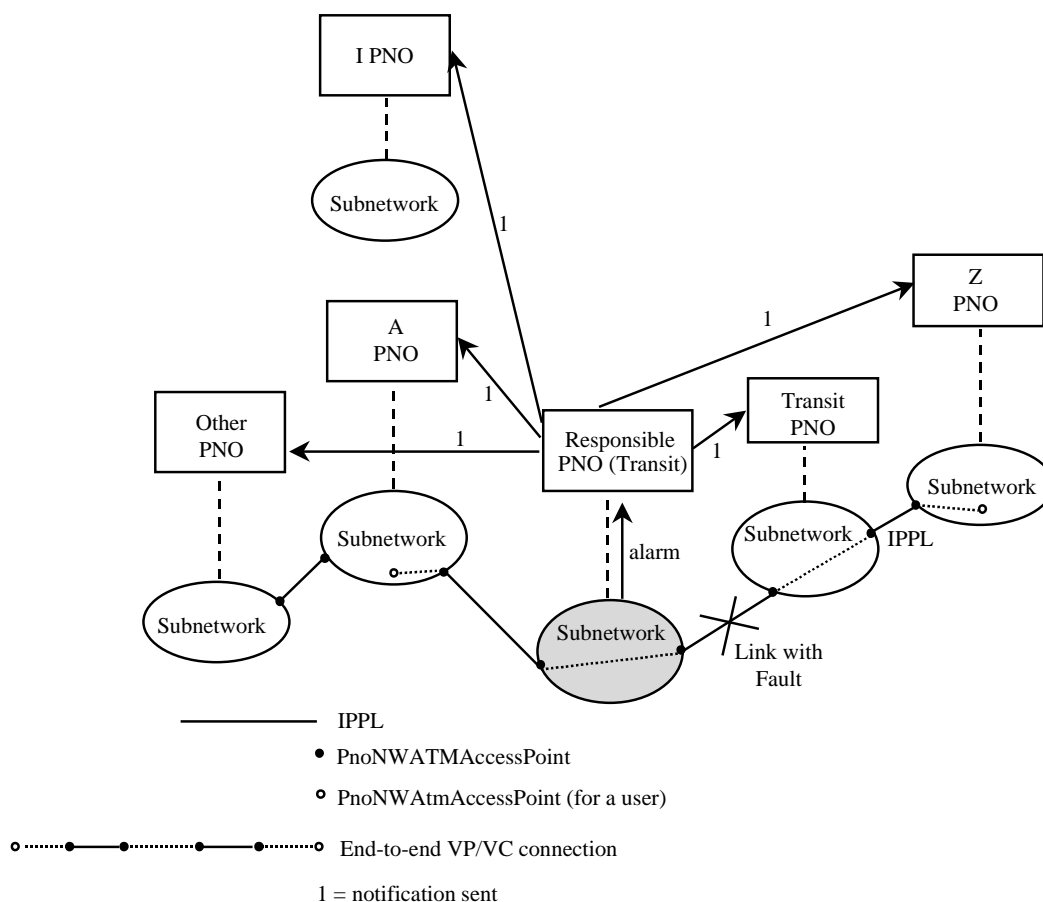 I PNO
Subnetwork
1
Z
PNO
A
PNO
1
1
Transit
PNO
Other
PNO
1
Responsible
PNO (Transit)
1
Subnetwork
Subnetwork
Subnetwork
IPPL
alarm
Subnetwork
Subnetwork
Link with
Fault
IPPL
PnoNWATMAccessPoint
PnoNWAtmAccessPoint (for a user)
End-to-end VP/VC connection
1 = notification sent